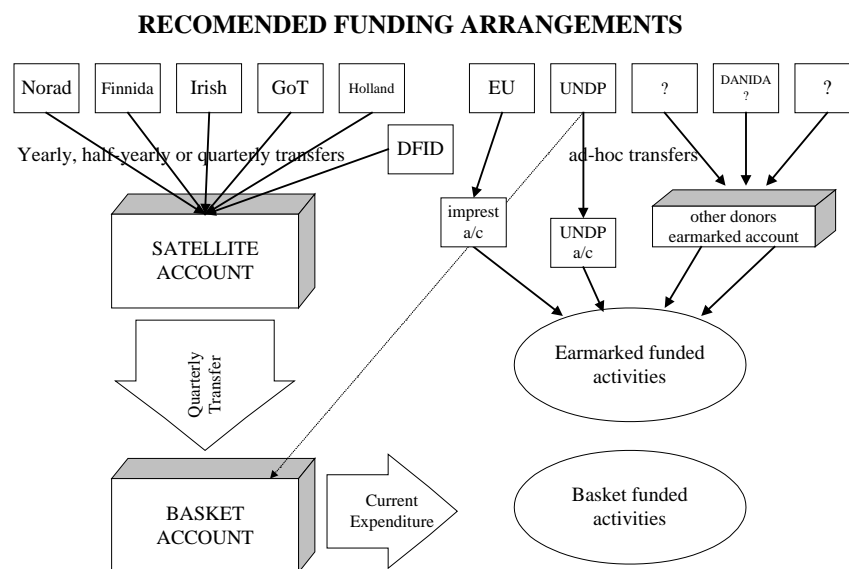 RECOMENDED FUNDING ARRANGEMENTS
Norad
Finnida
Irish
GoT
Holland
EU
UNDP
?
DANIDA
?
?
Yearly, half-yearly or quarterly transfers
DFID
ad-hoc transfers
SATELLITE
ACCOUNT
imprest
a/c
UNDP
a/c
other donors
earmarked account
Quarterly
Transfer
Earmarked funded
activities
BASKET
ACCOUNT
Current
Expenditure
Basket funded
activities